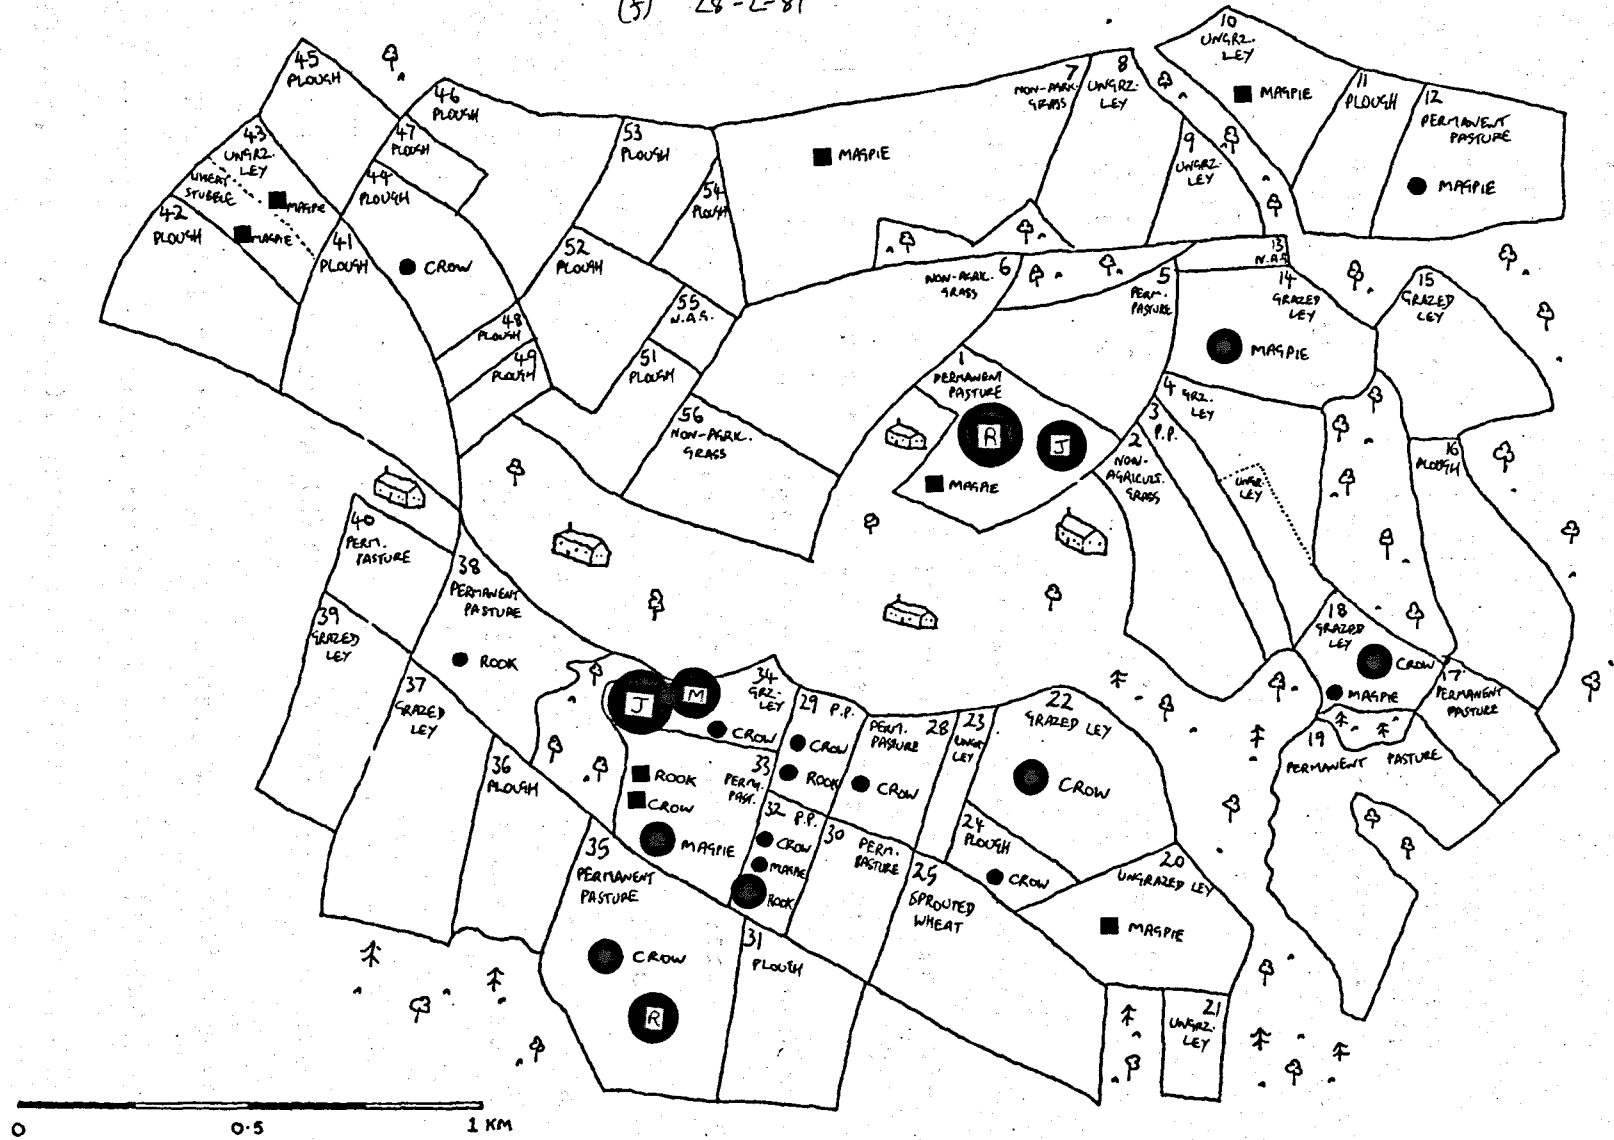 (5) 28-2-81
10
UNGRZ.
LEY
MAGPIE
11
PLOUGH
12
PERMANENT
PASTURE
MAGPIE
45
PLOUGH
46
PLOUGH
47
PLOUGH
44
PLOUGH
43
UNGRZ.
LEY
WHEAT
STUBBLE
MAGPIE
MAGPIE
42
PLOUGH
41
PLOUGH
CROW
53
PLOUGH
54
PLOUGH
MAGPIE
7
NON-AGRK.
GRASS
8
UNGRZ.
LEY
9
UNGRZ.
LEY
52
PLOUGH
55
N.A.G.
48
PLOUGH
49
PLOUGH
51
PLOUGH
56
NON-AGRK.
GRASS
6
NON-AGRK.
GRASS
5
PERM.
PASTURE
13
N.A.G.
14
GRAZED
LEY
MAGPIE
15
GRAZED
LEY
1
PERMANENT
PASTURE
R
J
MAGPIE
4 GRZ.
LEY
3
P.P.
2
NON-
AGRICULT.
GRASS
UNGR.
LEY
16
PLOUGH
40
PERM.
PASTURE
38
PERMANENT
PASTURE
ROOK
39
GRAZED
LEY
37
GRAZED
LEY
36
PLOUGH
18
GRAZED
LEY
CROW
MAGPIE
17
PERMANENT
PASTURE
19
PERMANENT PASTURE
J
M
34
GRZ.
LEY
CROW
29 P.P.
CROW
ROOK
28
PERM.
PASTURE
CROW
23
UNGR.
LEY
22
GRAZED LEY
CROW
33
PERM.
PAST.
ROOK
CROW
MAGPIE
32 P.P.
CROW
MAGPIE
ROOK
30
PERM.
PASTURE
24
PLOUGH
CROW
25
SPROUTED
WHEAT
20
UNGRAZED LEY
MAGPIE
35
PERMANENT
PASTURE
CROW
R
31
PLOUGH
21
UNGRZ.
LEY
0 0.5 1 KM